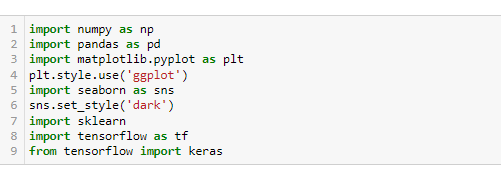 1 import numpy as np
2 import pandas as pd
3 import matplotlib.pyplot as plt
4 plt.style.use('ggplot')
5 import seaborn as sns
6 sns.set_style('dark')
7 import sklearn
8 import tensorflow as tf
9 from tensorflow import keras